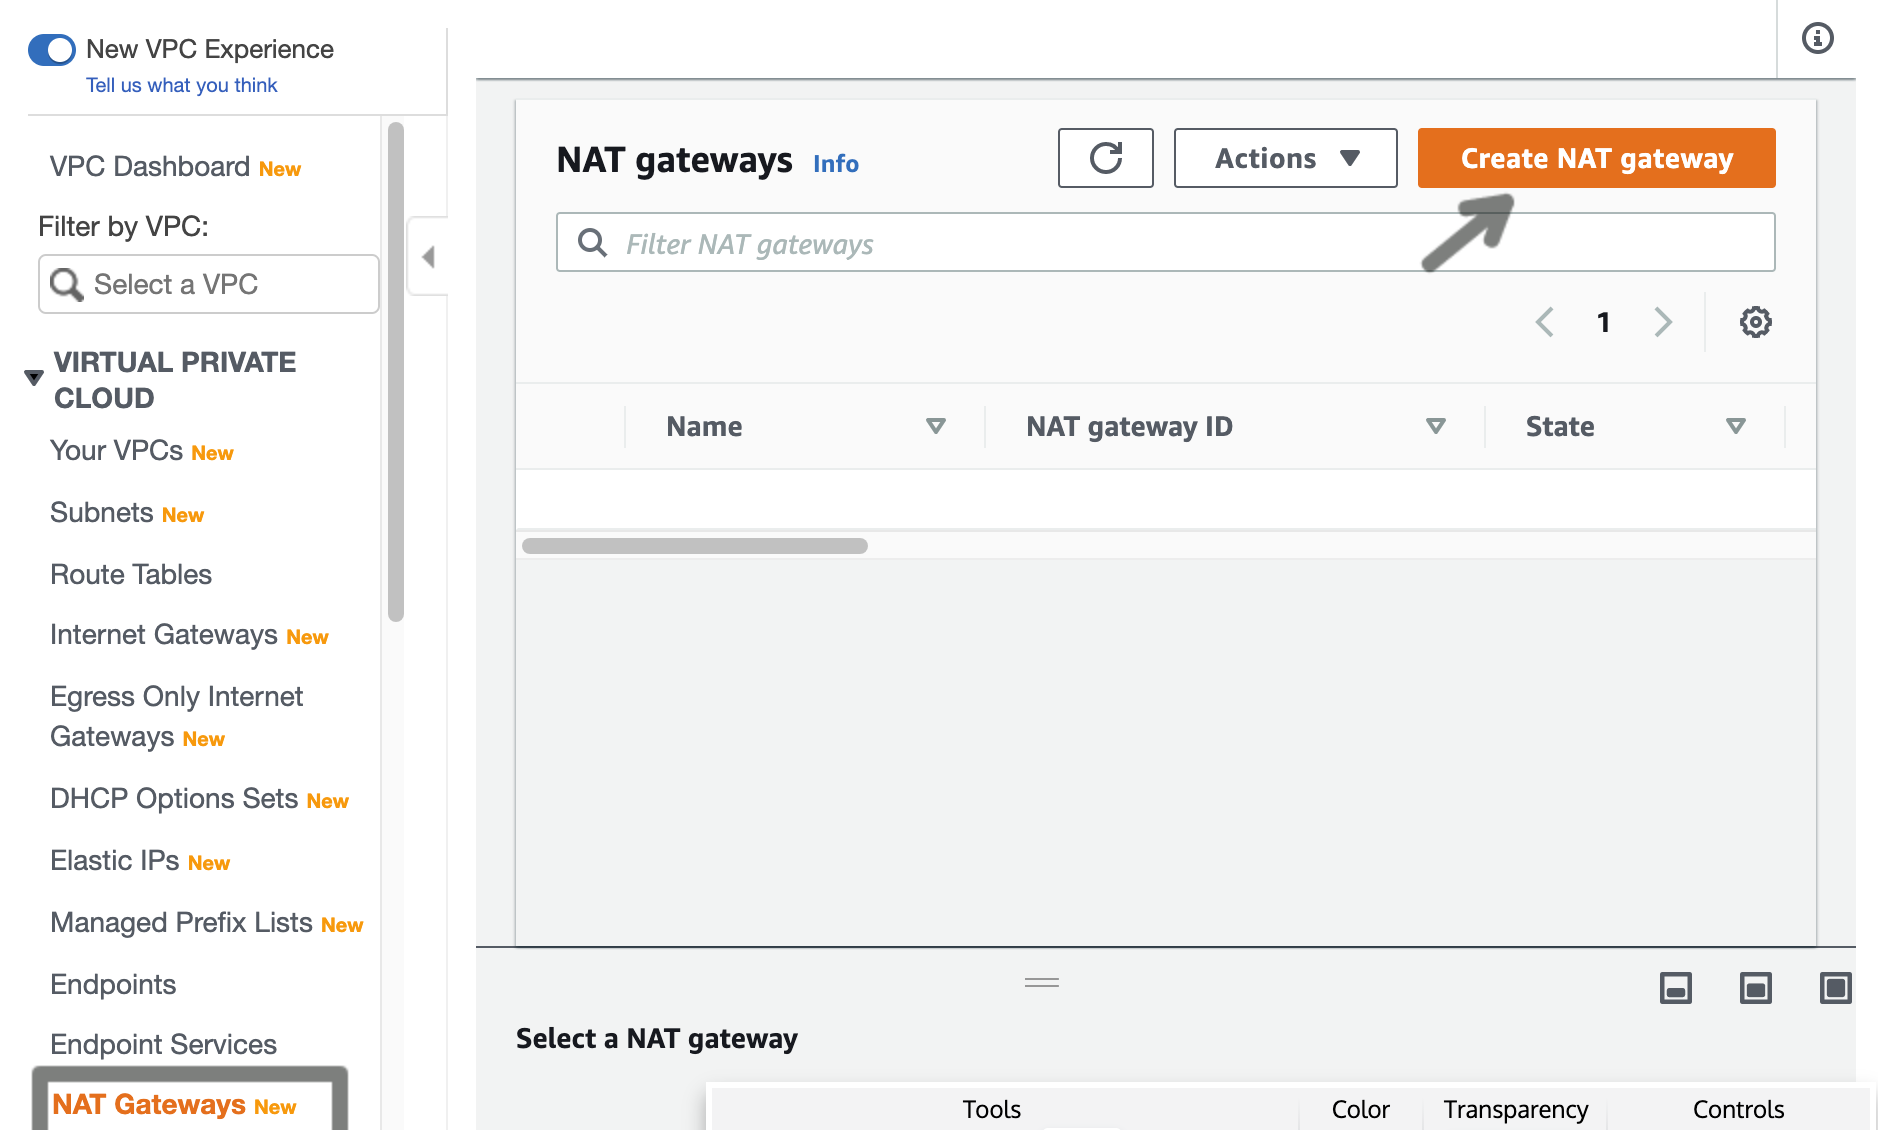 New VPC Experience
Tell us what you think
VPC Dashboard New
Filter by VPC:
Select a VPC
VIRTUAL PRIVATE
CLOUD
Your VPCs New
Subnets New
Route Tables
Internet Gateways New
Egress Only Internet
Gateways New
DHCP Options Sets New
Elastic IPs New
Managed Prefix Lists New
Endpoints
Endpoint Services
NAT Gateways New
NAT gateways Info
Actions
Create NAT gateway
Filter NAT gateways
1
Name NAT gateway ID State
Select a NAT gateway
Tools Color Transparency Controls